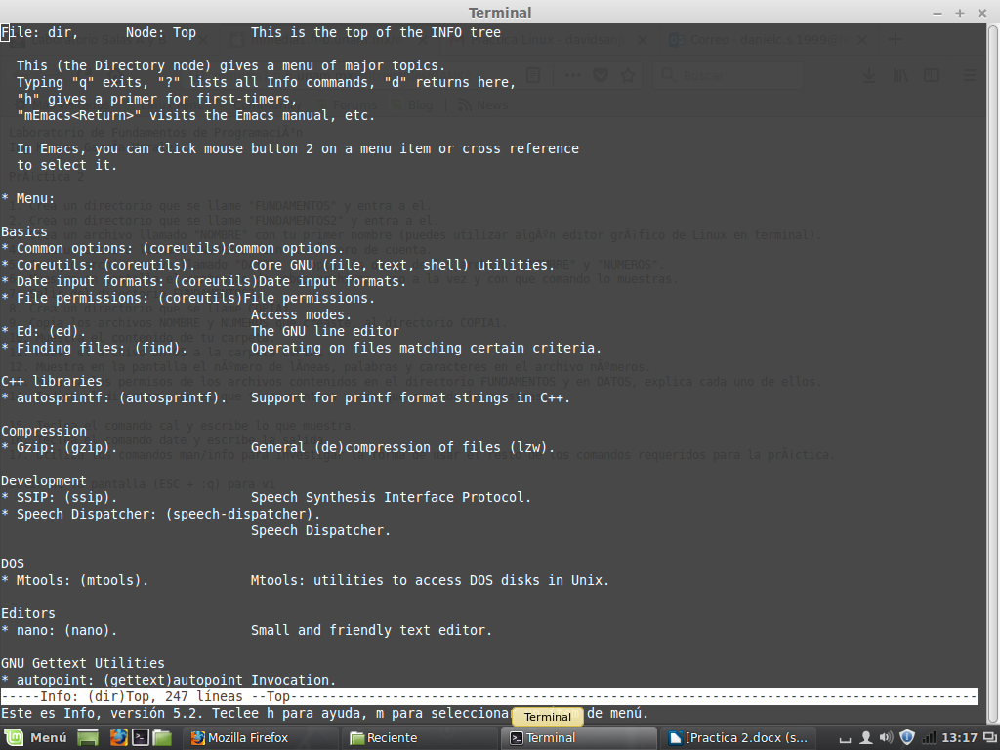 Terminal
File: dir,      Node: Top       This is the top of the INFO tree
This (the Directory node) gives a menu of major topics.
Typing "q" exits, "?" lists all Info commands, "d" returns here,
"h" gives a primer for first-timers,
"mEmacs<Return>" visits the Emacs manual, etc.
In Emacs, you can click mouse button 2 on a menu item or cross reference
to select it.
* Menu:
Basics
* Common options: (coreutils)Common options.
* Coreutils: (coreutils).       Core GNU (file, text, shell) utilities.
* Date input formats: (coreutils)Date input formats.
* File permissions: (coreutils)File permissions.
Access modes.
* Ed: (ed).                     The GNU line editor
* Finding files: (find).        Operating on files matching certain criteria.
C++ libraries
* autosprintf: (autosprintf).   Support for printf format strings in C++.
Compression
* Gzip: (gzip).                 General (de)compression of files (lzw).
Development
* SSIP: (ssip).                 Speech Synthesis Interface Protocol.
* Speech Dispatcher: (speech-dispatcher).
Speech Dispatcher.
DOS
* Mtools: (mtools).             Mtools: utilities to access DOS disks in Unix.
Editors
* nano: (nano).                 Small and friendly text editor.
GNU Gettext Utilities
* autopoint: (gettext)autopoint Invocation.
-----Info: (dir)Top, 247 líneas --Top-----
Este es Info, versión 5.2. Teclee h para ayuda, m para selecciona de menú.
Terminal
Menú
Mozilla Firefox
Reciente
Terminal
[Practica 2.docx (s...
13:17